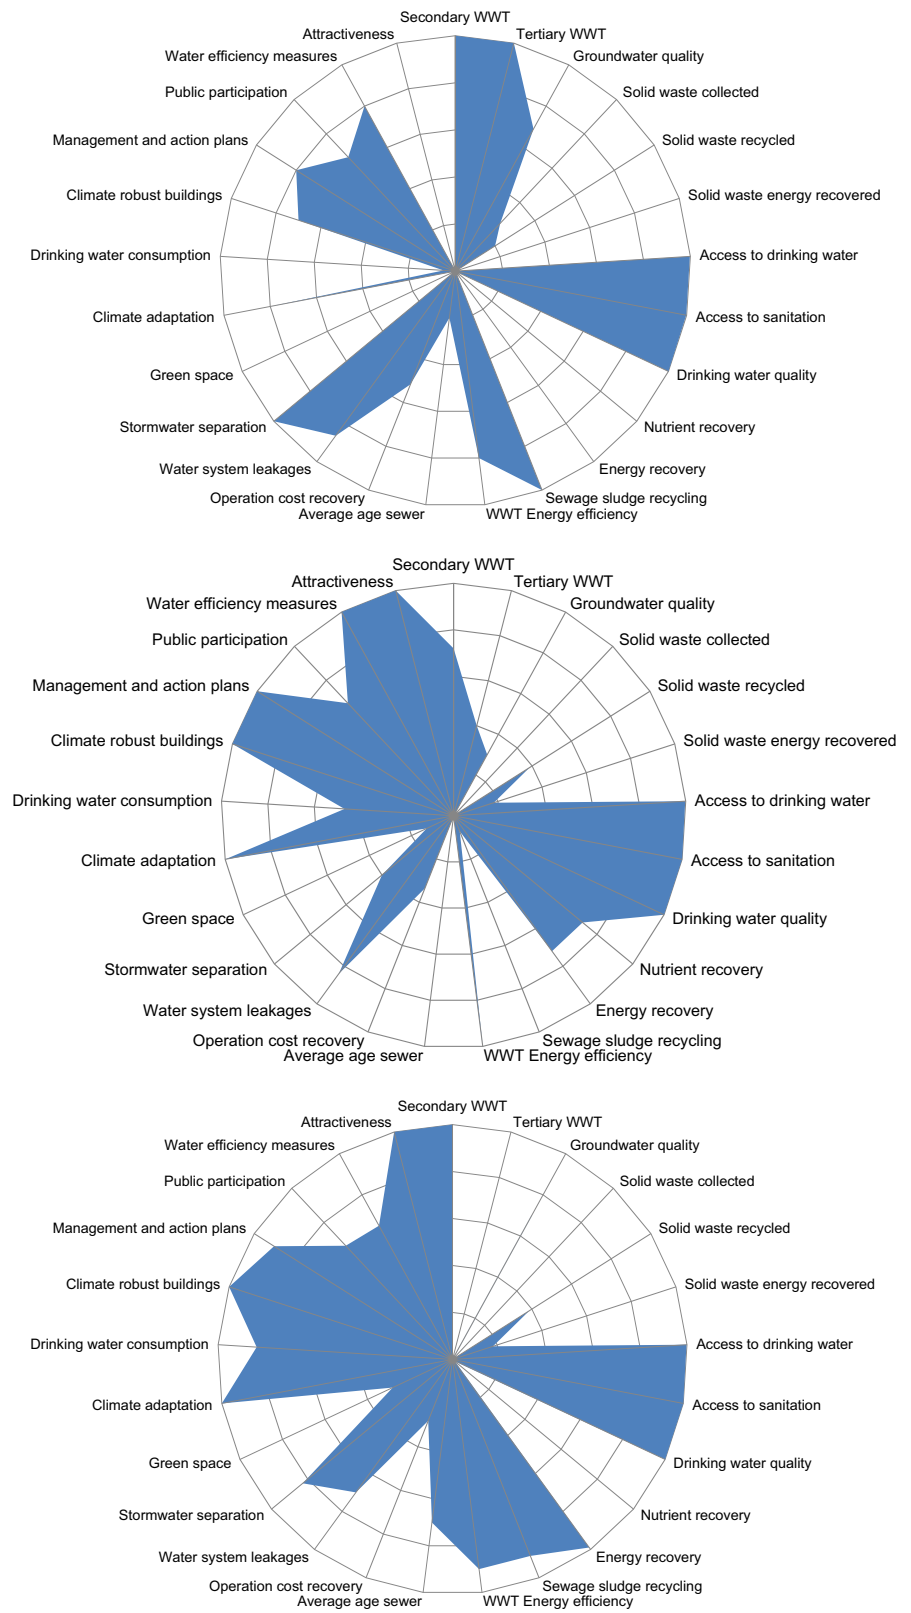 Secondary WWT
Attractiveness
Tertiary WWT
Water efficiency measures
Groundwater quality
Public participation
Solid waste collected
Management and action plans
Solid waste recycled
Climate robust buildings
Solid waste energy recovered
Drinking water consumption
Access to drinking water
Climate adaptation
Access to sanitation
Green space
Drinking water quality
Stormwater separation
Nutrient recovery
Water system leakages
Energy recovery
Operation cost recovery
Sewage sludge recycling
Average age sewer
WWT Energy efficiency
Secondary WWT
Attractiveness
Tertiary WWT
Water efficiency measures
Groundwater quality
Public participation
Solid waste collected
Management and action plans
Solid waste recycled
Climate robust buildings
Solid waste energy recovered
Drinking water consumption
Access to drinking water
Climate adaptation
Access to sanitation
Green space
Drinking water quality
Stormwater separation
Nutrient recovery
Water system leakages
Energy recovery
Operation cost recovery
Sewage sludge recycling
Average age sewer
WWT Energy efficiency
Secondary WWT
Attractiveness
Tertiary WWT
Water efficiency measures
Groundwater quality
Public participation
Solid waste collected
Management and action plans
Solid waste recycled
Climate robust buildings
Solid waste energy recovered
Drinking water consumption
Access to drinking water
Climate adaptation
Access to sanitation
Green space
Drinking water quality
Stormwater separation
Nutrient recovery
Water system leakages
Energy recovery
Operation cost recovery
Sewage sludge recycling
Average age sewer
WWT Energy efficiency